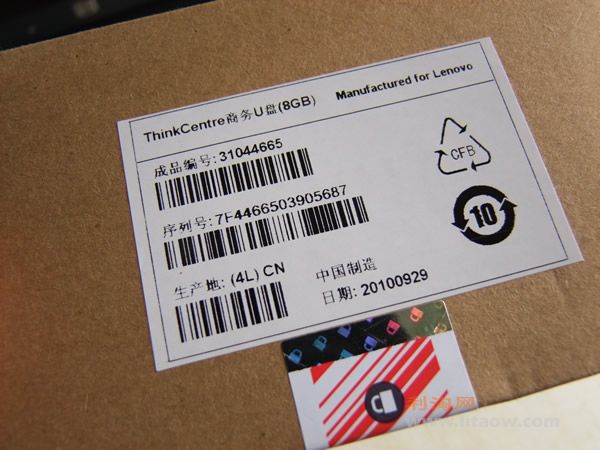 ThinkCentre商务U盘(8GB) Manufactured for Lenovo
成品编号: 31044665
CFB
序列号: 7F4466503905687
10
生产地: (4L) CN
中国制造
日期: 20100929
利淘网
www.litaow.com